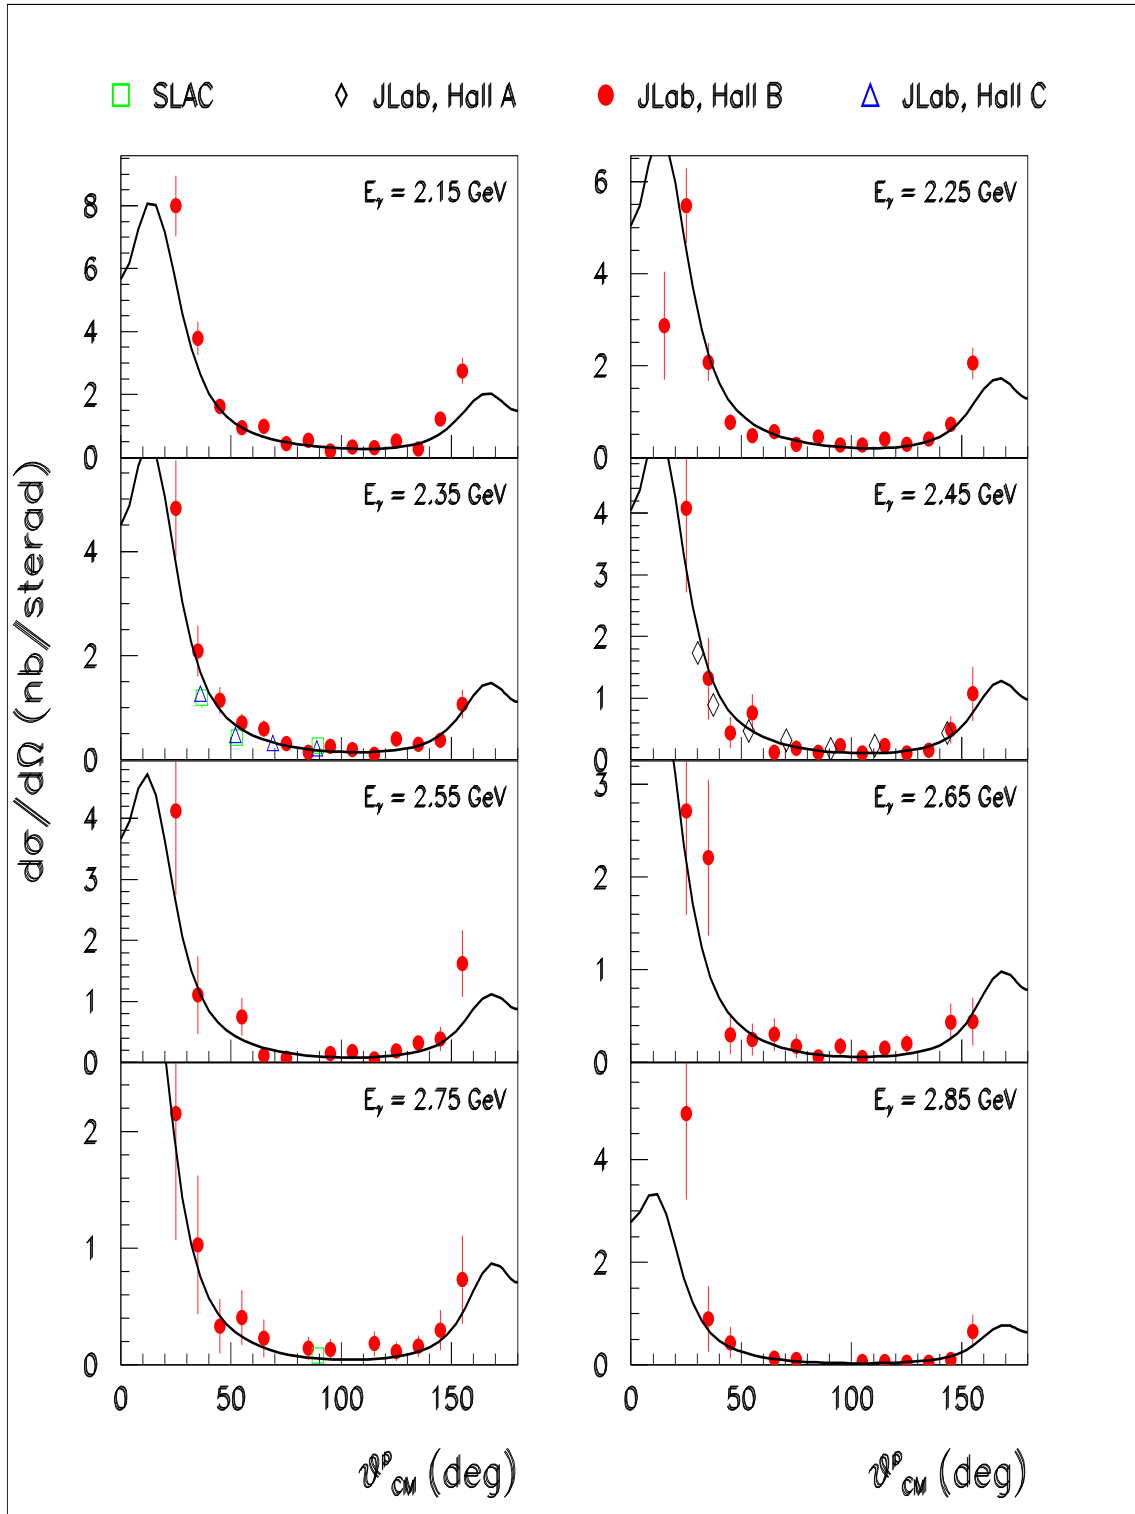 SLAC JLab, Hall A JLab, Hall B JLab, Hall C
dσ/dΩ (nb/sterad)
Eγ = 2.15 GeV
8
6
4
2
0
Eγ = 2.25 GeV
6
4
2
0
Eγ = 2.35 GeV
4
2
0
Eγ = 2.45 GeV
4
3
2
1
0
Eγ = 2.55 GeV
4
3
2
1
0
Eγ = 2.65 GeV
3
2
1
0
Eγ = 2.75 GeV
2
1
0
Eγ = 2.85 GeV
4
2
0
0 50 100 150
0 50 100 150
ϑᵖCM (deg)
ϑᵖCM (deg)